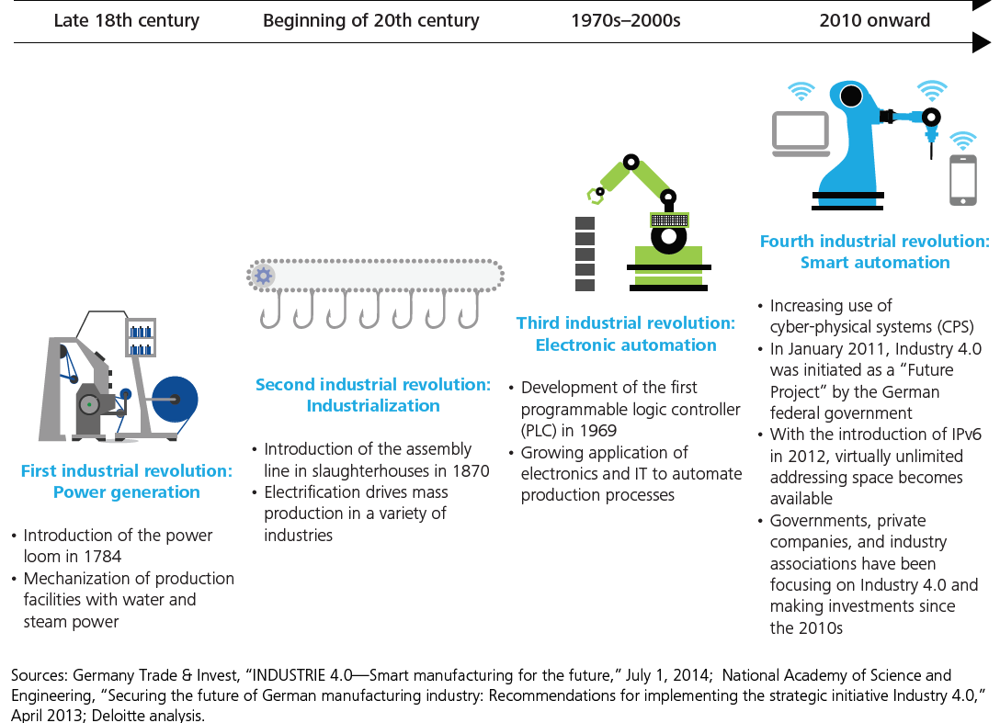 Late 18th century
Beginning of 20th century
1970s–2000s
2010 onward
First industrial revolution:
Power generation
• Introduction of the power
loom in 1784
• Mechanization of production
facilities with water and
steam power
Second industrial revolution:
Industrialization
• Introduction of the assembly
line in slaughterhouses in 1870
• Electrification drives mass
production in a variety of
industries
Third industrial revolution:
Electronic automation
• Development of the first
programmable logic controller
(PLC) in 1969
• Growing application of
electronics and IT to automate
production processes
Fourth industrial revolution:
Smart automation
• Increasing use of
cyber-physical systems (CPS)
• In January 2011, Industry 4.0
was initiated as a “Future
Project” by the German
federal government
• With the introduction of IPv6
in 2012, virtually unlimited
addressing space becomes
available
• Governments, private
companies, and industry
associations have been
focusing on Industry 4.0 and
making investments since
the 2010s
Sources: Germany Trade & Invest, “INDUSTRIE 4.0—Smart manufacturing for the future,” July 1, 2014; National Academy of Science and
Engineering, “Securing the future of German manufacturing industry: Recommendations for implementing the strategic initiative Industry 4.0,”
April 2013; Deloitte analysis.